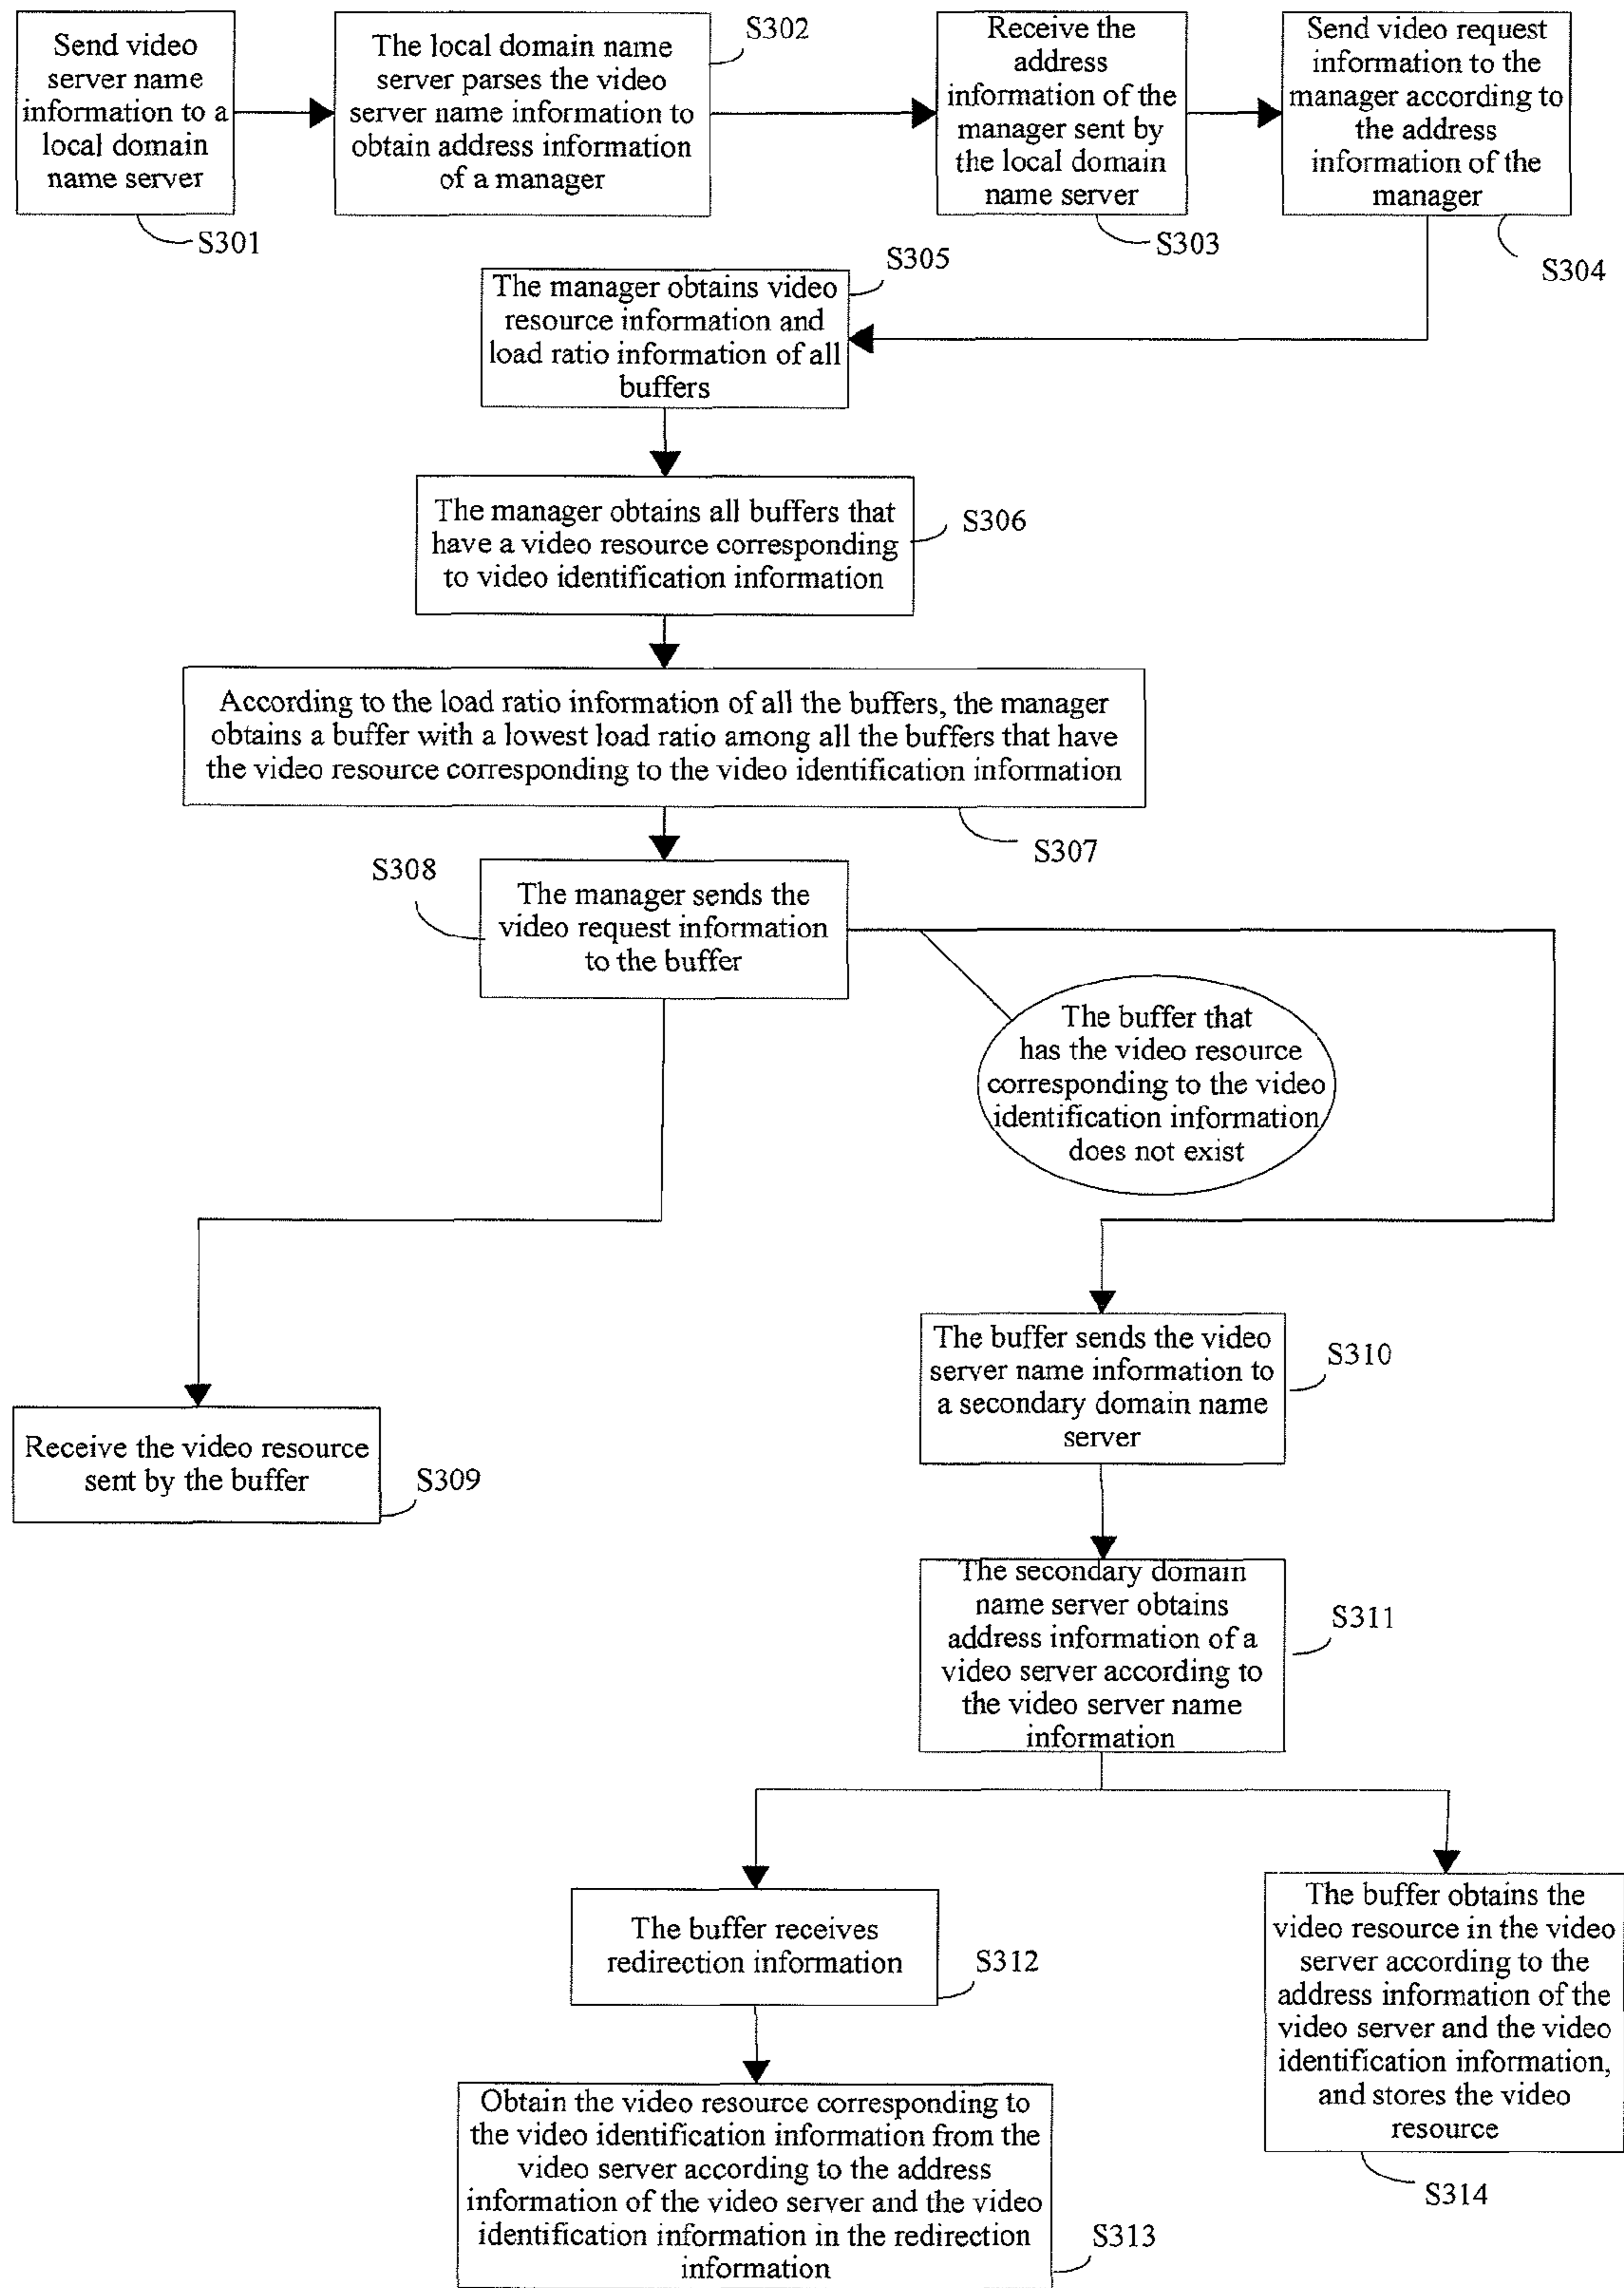 Send video
server name
information to a
local domain
name server
S301
The local domain name
server parses the video
server name information to
obtain address information
of a manager
S302
Receive the
address
information of the
manager sent by
the local domain
name server
S303
Send video request
information to the
manager according to
the address
information of the
manager
S304
The manager obtains video
resource information and
load ratio information of all
buffers
S305
The manager obtains all buffers that
have a video resource corresponding
to video identification information
S306
According to the load ratio information of all the buffers, the manager
obtains a buffer with a lowest load ratio among all the buffers that have
the video resource corresponding to the video identification information
S307
S308
The manager sends the
video request information
to the buffer
The buffer that
has the video resource
corresponding to the video
identification information
does not exist
Receive the video resource
sent by the buffer
S309
The buffer sends the video
server name information to
a secondary domain name
server
S310
The secondary domain
name server obtains
address information of a
video server according to
the video server name
information
S311
The buffer receives
redirection information
S312
Obtain the video resource corresponding to
the video identification information from the
video server according to the address
information of the video server and the video
identification information in the redirection
information
S313
The buffer obtains the
video resource in the video
server according to the
address information of the
video server and the video
identification information,
and stores the video
resource
S314